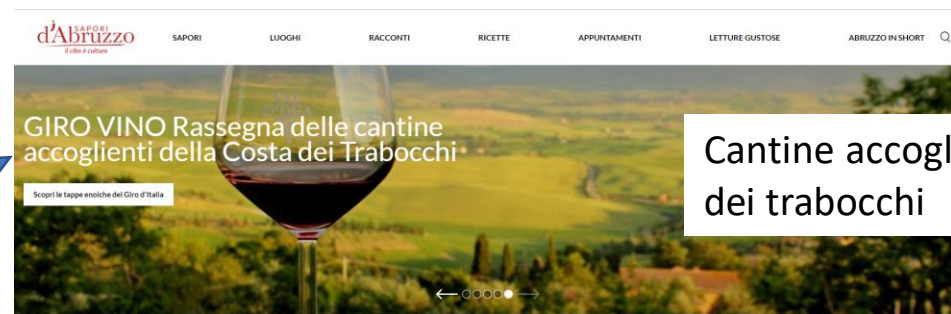 SAPORI
d'Abruzzo
il cibo è cultura
SAPORI LUOGHI RACCONTI RICETTE APPUNTAMENTI LETTURE GUSTOSE ABRUZZO IN SHORT
GIRO VINO Rassegna delle cantine
accoglienti della Costa dei Trabocchi
Scopri le tappe enoiche del Giro d'Italia
Cantine accogl
dei trabocchi